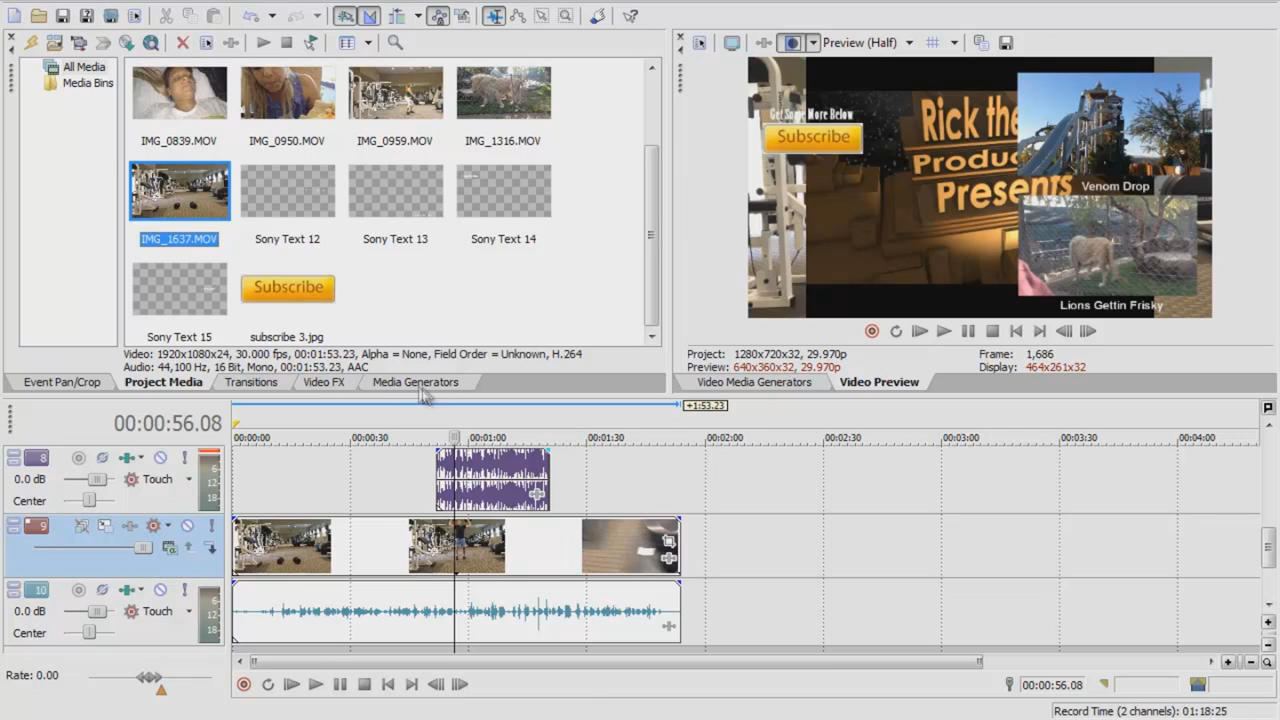 All Media
Media Bins
IMG_0839.MOV
IMG_0950.MOV
IMG_0959.MOV
IMG_1316.MOV
IMG_1637.MOV
Sony Text 12
Sony Text 13
Sony Text 14
Subscribe
Sony Text 15
subscribe 3.jpg
Video: 1920x1080x24, 30.000 fps, 00:01:53.23, Alpha = None, Field Order = Unknown, H.264
Audio: 44,100 Hz, 16 Bit, Mono, 00:01:53.23, AAC
Event Pan/Crop
Project Media
Transitions
Video FX
Media Generators
Preview (Half)
Get Some More Below
Subscribe
Rick the
Produc
Presents
Venom Drop
Lions Gettin Frisky
Project: 1280x720x32, 29.970p
Preview: 640x360x32, 29.970p
Frame: 1,686
Display: 464x261x32
Video Media Generators
Video Preview
00:00:56.08
+1:53.23
00:00:00
00:00:30
00:01:00
00:01:30
00:02:00
00:02:30
00:03:00
00:03:30
00:04:00
8
0.0 dB
Touch
Center
6
12
18
9
10
0.0 dB
Touch
Center
6
12
18
Rate: 0.00
00:00:56.08
Record Time (2 channels): 01:18:25